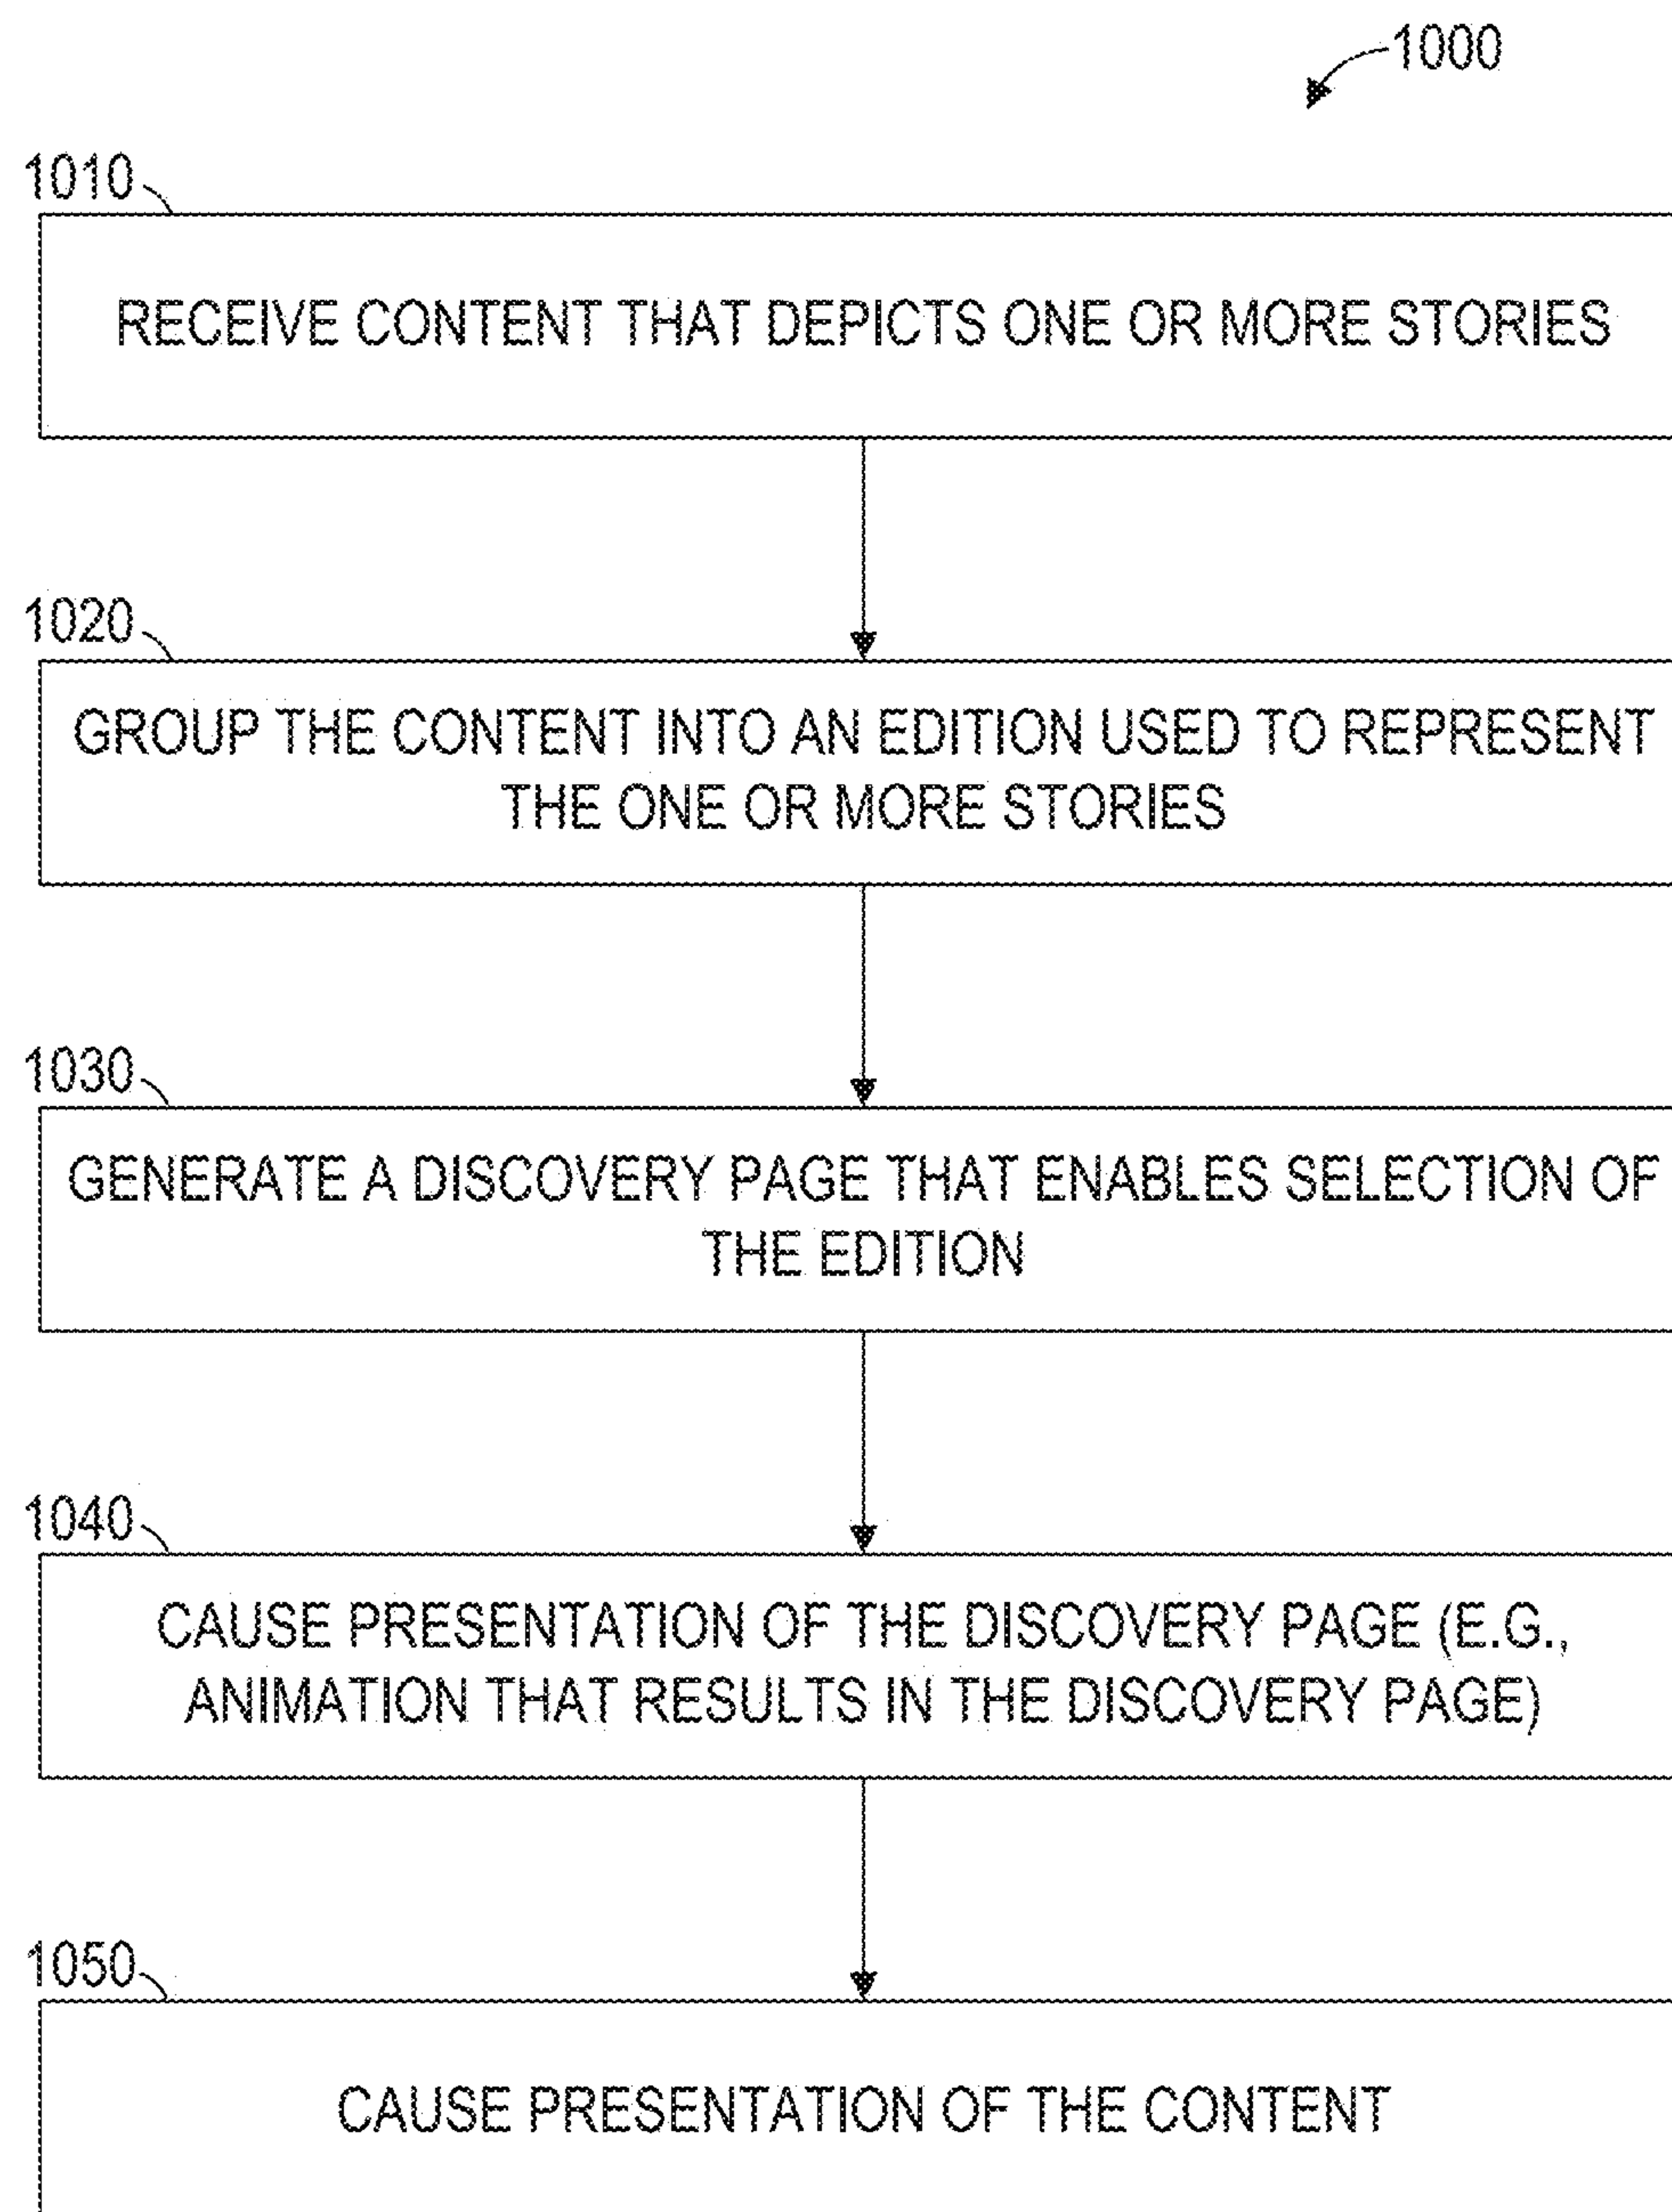 1000
1010
RECEIVE CONTENT THAT DEPICTS ONE OR MORE STORIES
1020
GROUP THE CONTENT INTO AN EDITION USED TO REPRESENT
THE ONE OR MORE STORIES
1030
GENERATE A DISCOVERY PAGE THAT ENABLES SELECTION OF
THE EDITION
1040
CAUSE PRESENTATION OF THE DISCOVERY PAGE (E.G.,
ANIMATION THAT RESULTS IN THE DISCOVERY PAGE)
1050
CAUSE PRESENTATION OF THE CONTENT